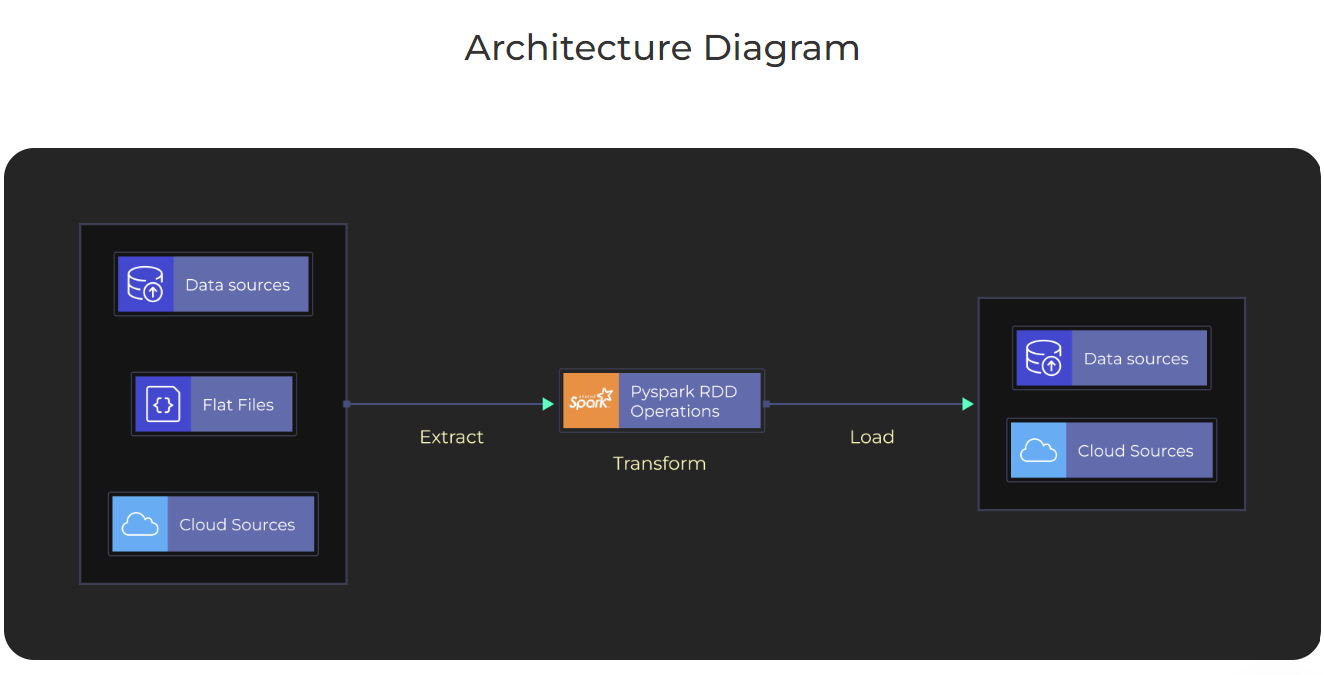 Architecture Diagram
Data sources
Flat Files
Cloud Sources
Extract
APACHE
Spark
Pyspark RDD
Operations
Transform
Load
Data sources
Cloud Sources